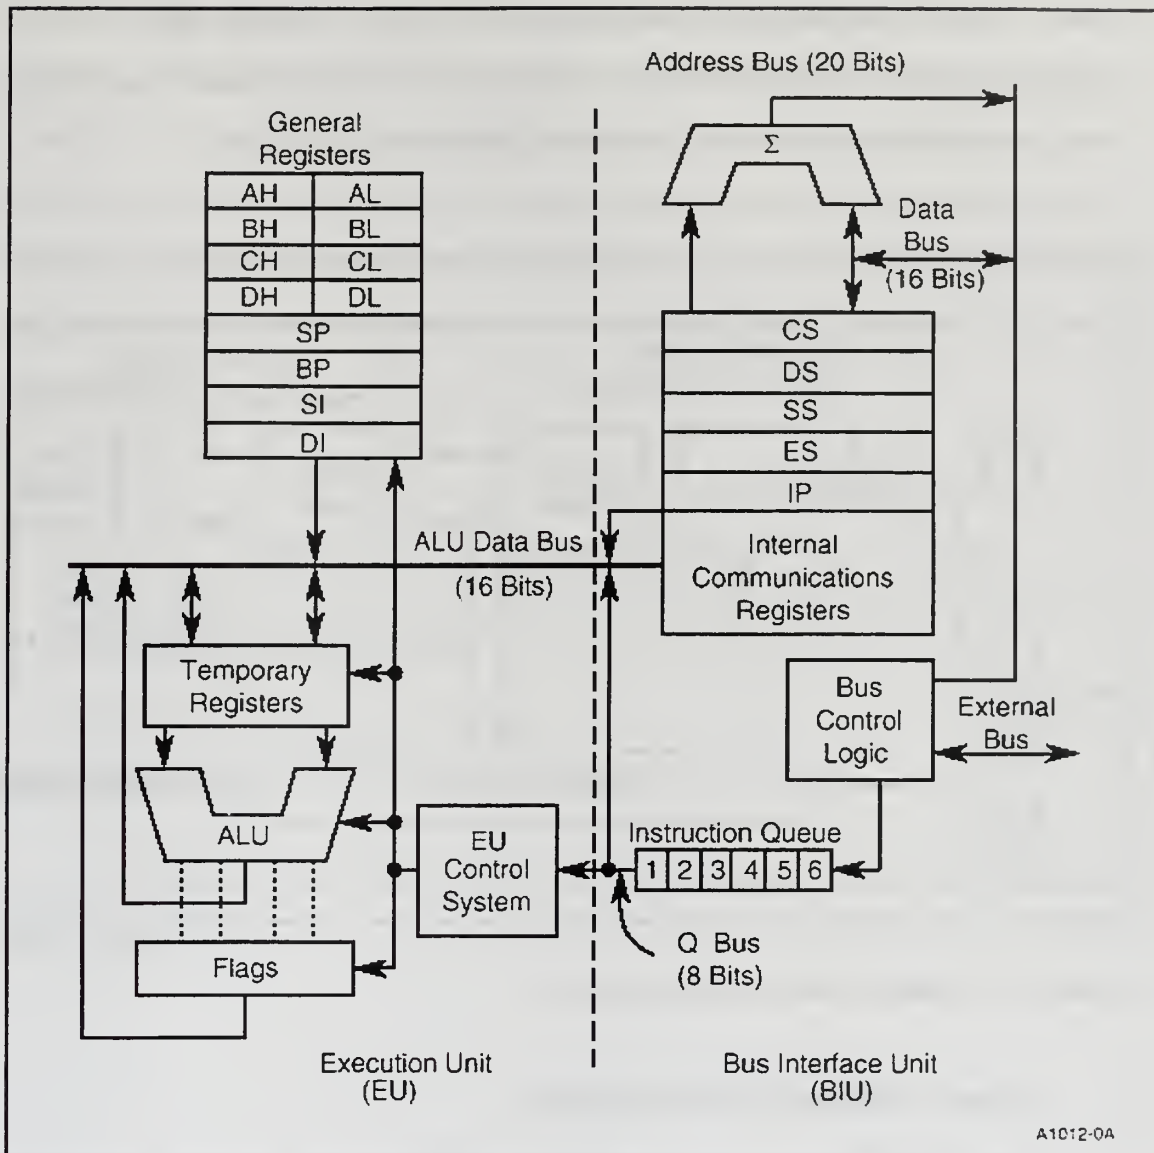 Address Bus (20 Bits)
General
Registers
Σ
AH AL
BH BL
CH CL
DH DL
SP
BP
SI
DI
Data
Bus
(16 Bits)
CS
DS
SS
ES
IP
Internal
Communications
Registers
ALU Data Bus
(16 Bits)
Temporary
Registers
Bus
Control
Logic
External
Bus
ALU
EU
Control
System
Instruction Queue
1 2 3 4 5 6
Q Bus
(8 Bits)
Flags
Execution Unit
(EU)
Bus Interface Unit
(BIU)
A1012-0A